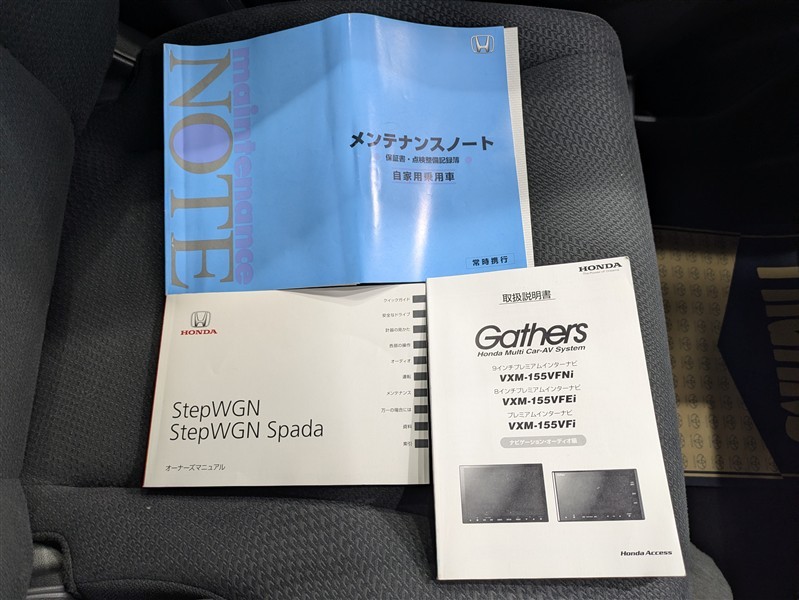 maintenance
NOTE
メンテナンスノート
保証書・点検整備記録簿
自家用乗用車
常時携行
HONDA
StepWGN
StepWGN Spada
オーナーズマニュアル
クイックガイド
安全なドライブ
計器の見かた
各部の操作
オーディオ
運転
メンテナンス
万一の場合には
資料
索引
HONDA
取扱説明書
Gathers
Honda Multi Car-AV System
9インチプレミアムインターナビ
VXM-155VFNi
8インチプレミアムインターナビ
VXM-155VFEi
プレミアムインターナビ
VXM-155VFi
ナビゲーション・オーディオ編
Honda Access